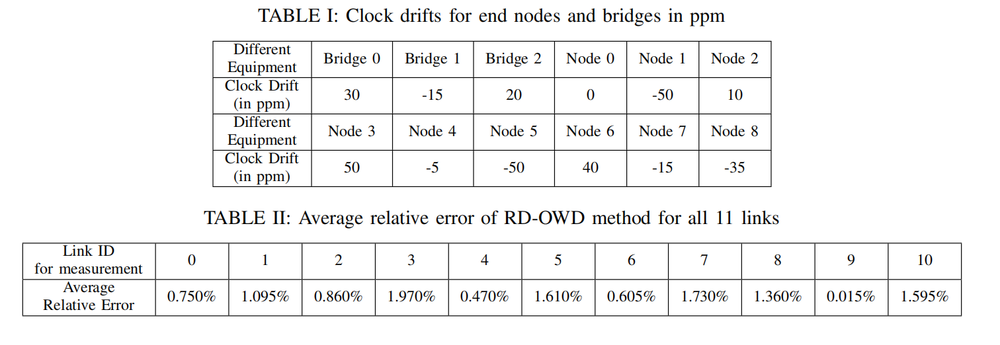 TABLE I: Clock drifts for end nodes and bridges in ppm
Different Equipment Bridge 0 Bridge 1 Bridge 2 Node 0 Node 1 Node 2
Clock Drift (in ppm) 30 -15 20 0 -50 10
Different Equipment Node 3 Node 4 Node 5 Node 6 Node 7 Node 8
Clock Drift (in ppm) 50 -5 -50 40 -15 -35
TABLE II: Average relative error of RD-OWD method for all 11 links
Link ID for measurement 0 1 2 3 4 5 6 7 8 9 10
Average Relative Error 0.750% 1.095% 0.860% 1.970% 0.470% 1.610% 0.605% 1.730% 1.360% 0.015% 1.595%